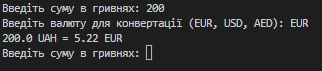 Введіть суму в гривнях: 200
Введіть валюту для конвертації (EUR, USD, AED): EUR
200.0 UAH = 5.22 EUR
Введіть суму в гривнях: